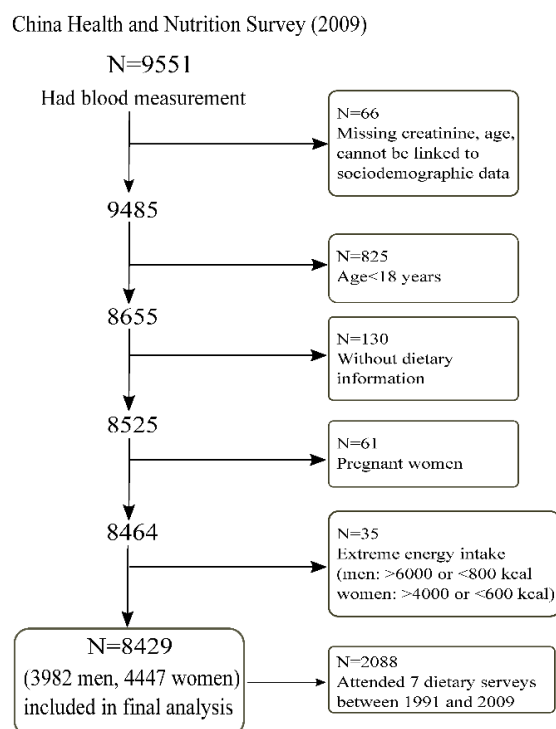 China Health and Nutrition Survey (2009)
N=9551
Had blood measurement
N=66
Missing creatinine, age,
cannot be linked to
sociodemographic data
9485
N=825
Age<18 years
8655
N=130
Without dietary
information
8525
N=61
Pregnant women
8464
N=35
Extreme energy intake
(men: >6000 or <800 kcal
women: >4000 or <600 kcal)
N=8429
(3982 men, 4447 women)
included in final analysis
N=2088
Attended 7 dietary serveys
between 1991 and 2009